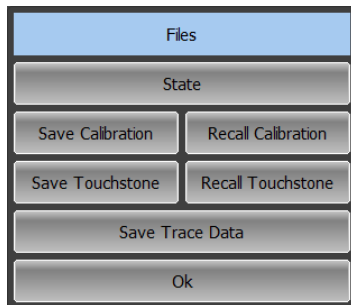 Files
State
Save Calibration Recall Calibration
Save Touchstone Recall Touchstone
Save Trace Data
Ok